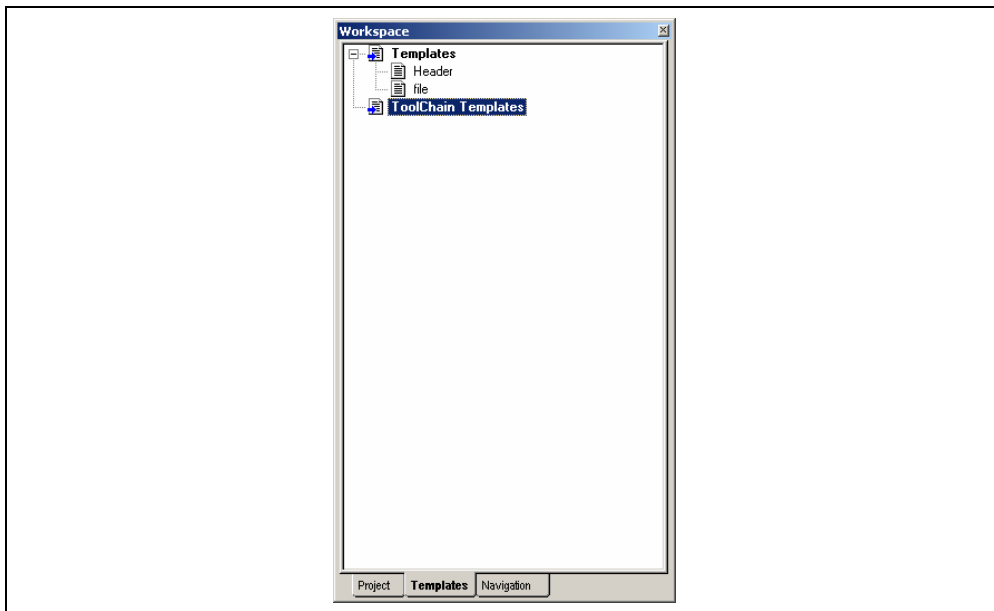 Workspace
Templates
Header
file
ToolChain Templates
Project Templates Navigation